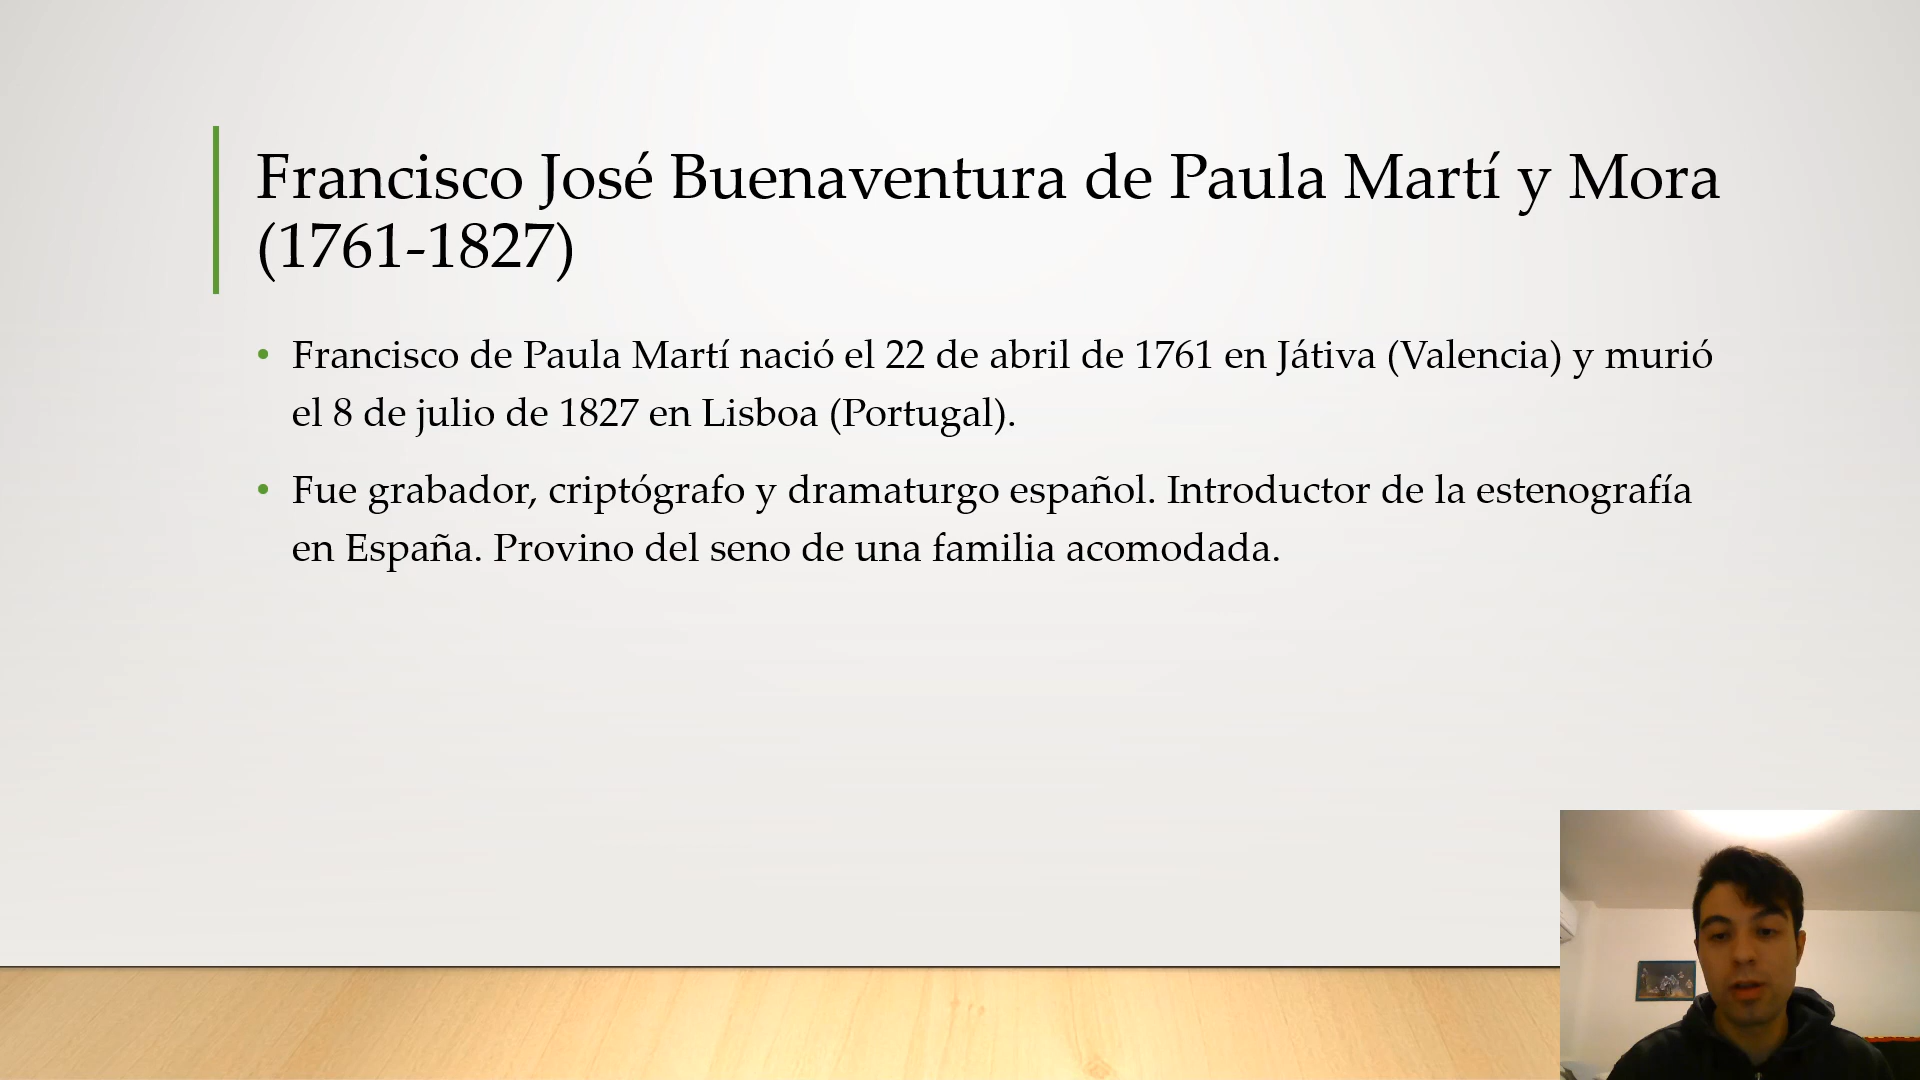 Francisco José Buenaventura de Paula Martí y Mora
(1761-1827)
• Francisco de Paula Martí nació el 22 de abril de 1761 en Játiva (Valencia) y murió
el 8 de julio de 1827 en Lisboa (Portugal).
• Fue grabador, criptógrafo y dramaturgo español. Introductor de la estenografía
en España. Provino del seno de una familia acomodada.